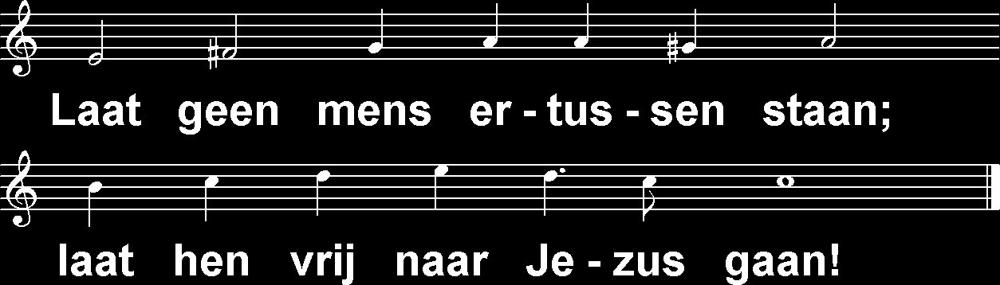 Laat geen mens er - tus - sen staan;
laat hen vrij naar Je - zus gaan!